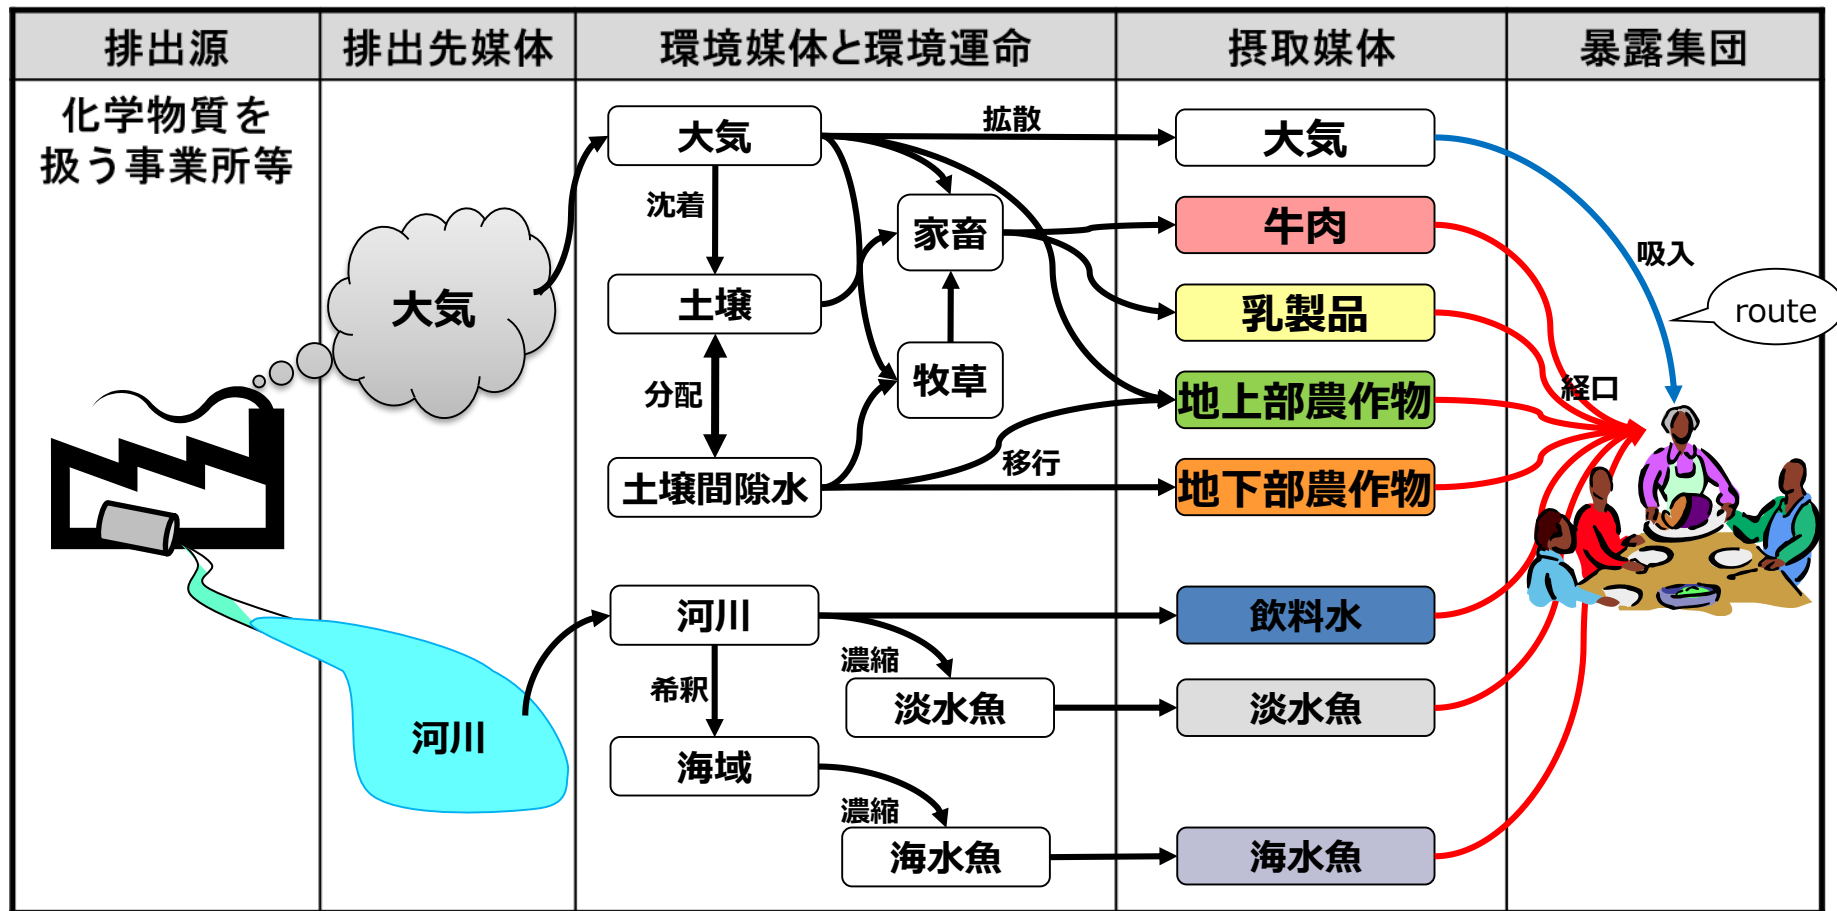 排出源
排出先媒体
環境媒体と環境運命
摂取媒体
暴露集団
化学物質を
扱う事業所等
大気
河川
大気
拡散
沈着
家畜
土壌
分配
牧草
土壌間隙水
移行
河川
濃縮
希釈
淡水魚
海域
濃縮
海水魚
大気
牛肉
乳製品
地上部農作物
地下部農作物
飲料水
淡水魚
海水魚
吸入
route
経口